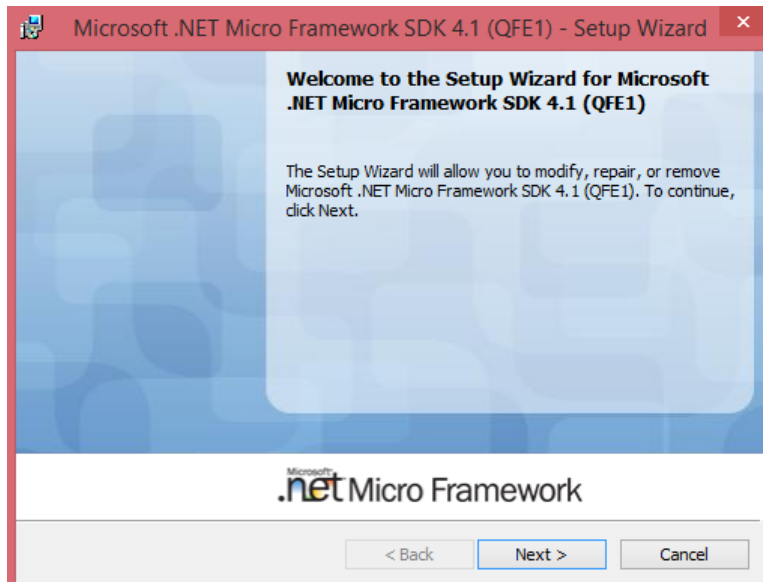 Microsoft .NET Micro Framework SDK 4.1 (QFE1) - Setup Wizard
Welcome to the Setup Wizard for Microsoft
.NET Micro Framework SDK 4.1 (QFE1)
The Setup Wizard will allow you to modify, repair, or remove
Microsoft .NET Micro Framework SDK 4.1 (QFE1). To continue,
click Next.
Microsoft
.net Micro Framework
< Back Next > Cancel